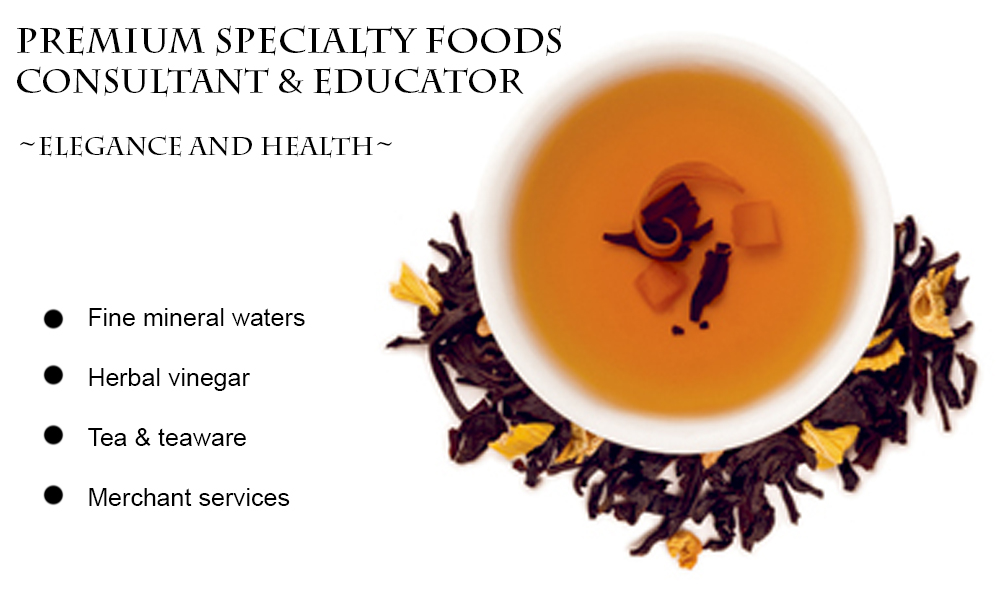 PREMIUM SPECIALTY FOODS
CONSULTANT & EDUCATOR
~ELEGANCE AND HEALTH~
● Fine mineral waters
● Herbal vinegar
● Tea & teaware
● Merchant services